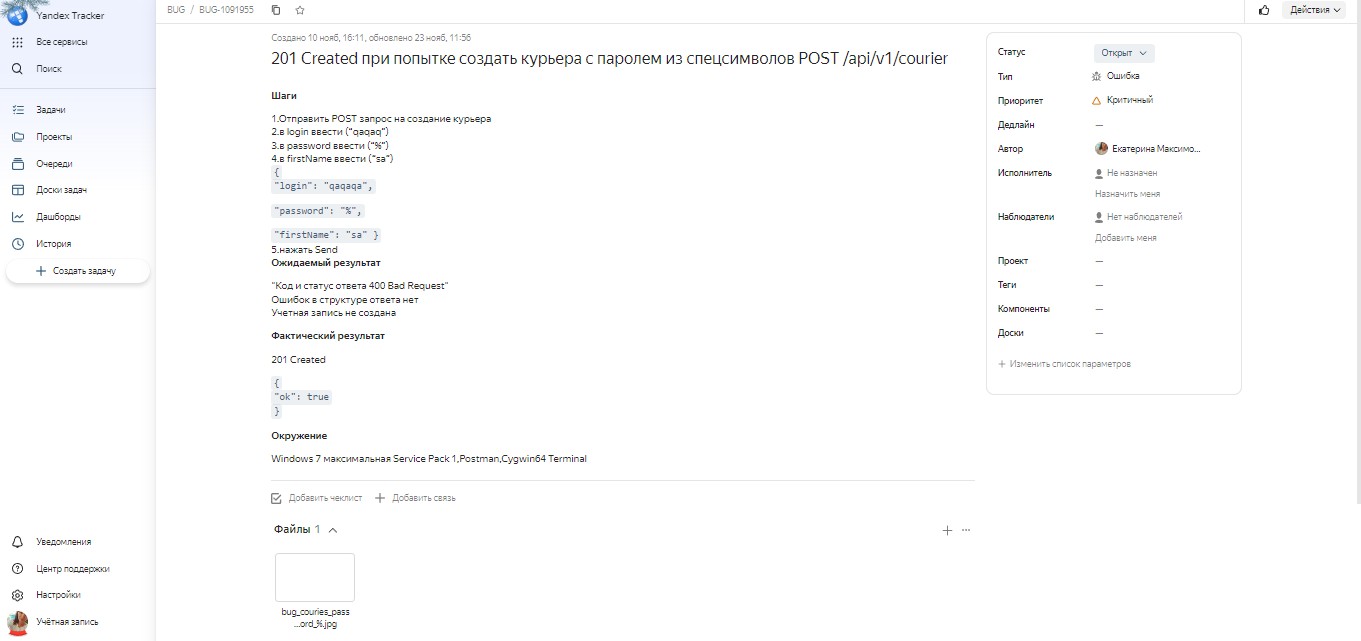 Yandex Tracker
Все сервисы
Поиск
Задачи
Проекты
Очереди
Доски задач
Дашборды
История
Создать задачу
Уведомления
Центр поддержки
Настройки
Учётная запись
BUG / BUG-1091955
Действия
Создано 10 нояб, 16:11, обновлено 23 нояб, 11:56
201 Created при попытке создать курьера с паролем из спецсимволов POST /api/v1/courier
Шаги
1.Отправить POST запрос на создание курьера
2.в login ввести ("qaqaq")
3.в password ввести ("%")
4.в firstName ввести ("sa")
{
"login": "qaqaqa",
"password": "%",
"firstName": "sa" }
5.нажать Send
Ожидаемый результат
"Код и статус ответа 400 Bad Request"
Ошибок в структуре ответа нет
Учетная запись не создана
Фактический результат
201 Created
{
"ok": true
}
Окружение
Windows 7 максимальная Service Pack 1,Postman,Cygwin64 Terminal
Добавить чеклист Добавить связь
Файлы 1
bug_couries_pass
...ord_%.jpg
Статус Открыт
Тип Ошибка
Приоритет Критичный
Дедлайн —
Автор Екатерина Максимо...
Исполнитель Не назначен
Назначить меня
Наблюдатели Нет наблюдателей
Добавить меня
Проект —
Теги —
Компоненты —
Доски —
Изменить список параметров